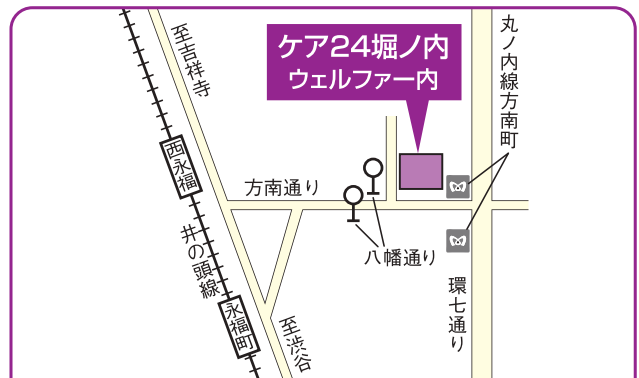 ケア24堀ノ内
ウェルファー内
丸ノ内線方南町
至吉祥寺
西永福
方南通り
井の頭線
八幡通り
環七通り
永福町
至渋谷